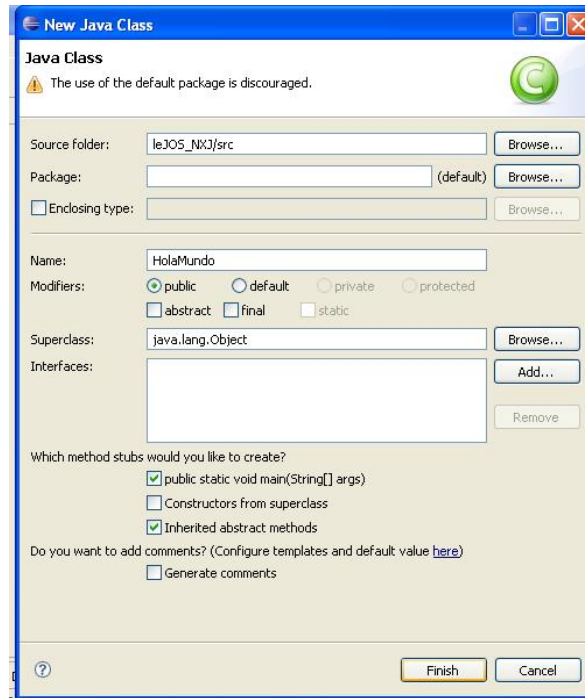 New Java Class
Java Class
The use of the default package is discouraged.
C
Source folder: leJOS_NXJ/src Browse...
Package: (default) Browse...
Enclosing type: Browse...
Name: HolaMundo
Modifiers: public default private protected
abstract final static
Superclass: java.lang.Object Browse...
Interfaces: Add...
Remove
Which method stubs would you like to create?
public static void main(String[] args)
Constructors from superclass
Inherited abstract methods
Do you want to add comments? (Configure templates and default value here)
Generate comments
? Finish Cancel